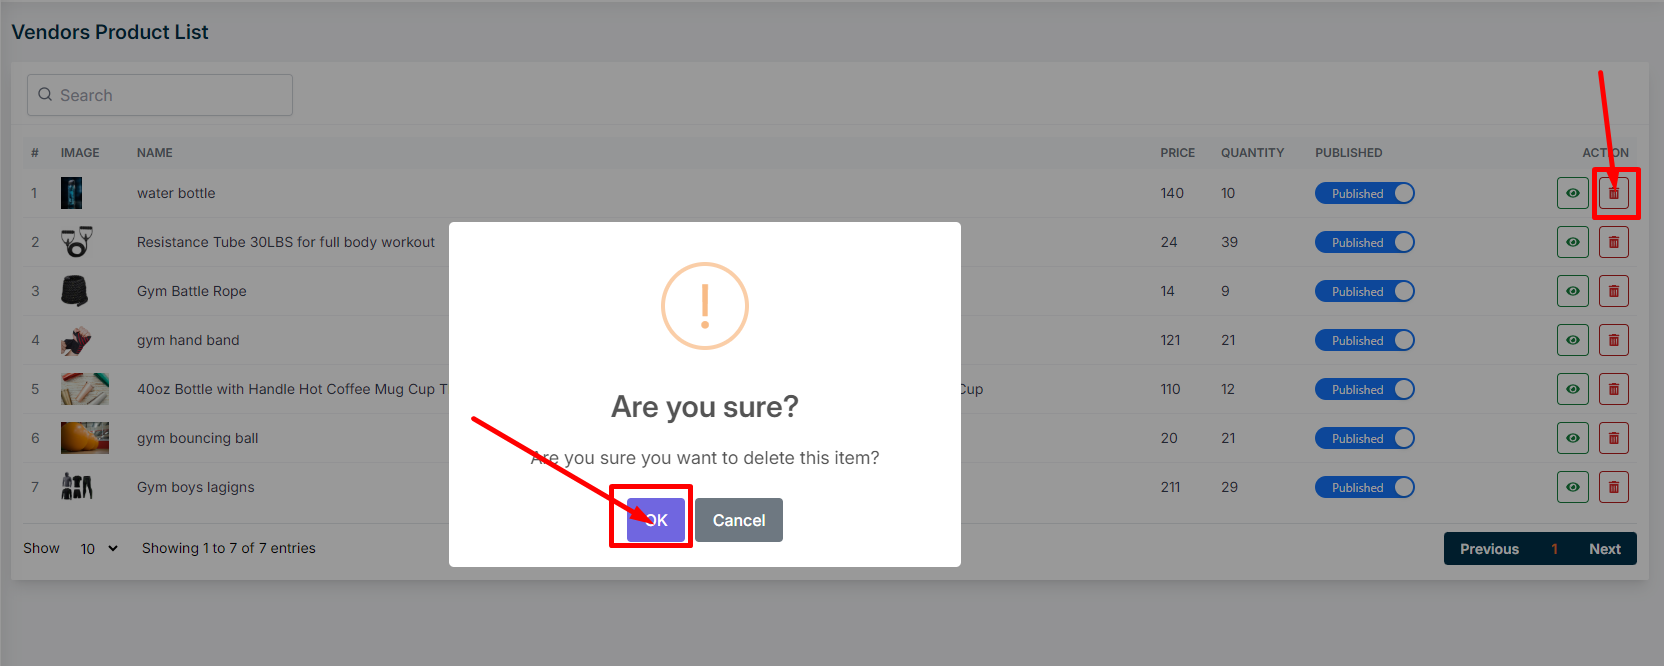 Vendors Product List
Search
# IMAGE NAME PRICE QUANTITY PUBLISHED ACTION
1 water bottle 140 10 Published
2 Resistance Tube 30LBS for full body workout 24 39 Published
3 Gym Battle Rope 14 9 Published
4 gym hand band 121 21 Published
5 40oz Bottle with Handle Hot Coffee Mug Cup Cup 110 12 Published
6 gym bouncing ball 20 21 Published
7 Gym boys lagigns 211 29 Published
!
Are you sure?
Are you sure you want to delete this item?
OK Cancel
Show 10 Showing 1 to 7 of 7 entries Previous 1 Next